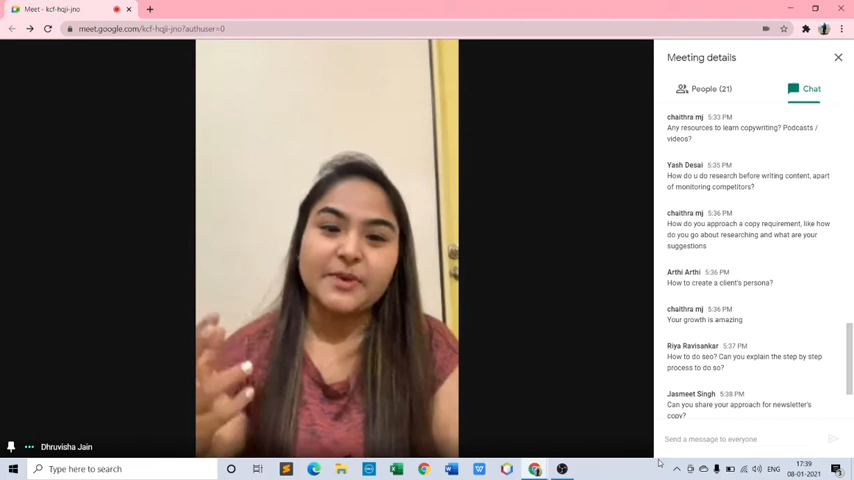 Meet - kcf-hqji-jno
meet.google.com/kcf-hqji-jno?authuser=0
Meeting details
People (21)
Chat
chaithra mj 5:33 PM
Any resources to learn copywriting? Podcasts /
videos?
Yash Desai 5:35 PM
How do u do research before writing content, apart
of monitoring competitors?
chaithra mj 5:36 PM
How do you approach a copy requirement, like how
do you go about researching and what are your
suggestions
Arthi Arthi 5:36 PM
How to create a client's persona?
chaithra mj 5:36 PM
Your growth is amazing
Riya Ravisankar 5:37 PM
How to do seo? Can you explain the step by step
process to do so?
Jasmeet Singh 5:38 PM
Can you share your approach for newsletter's
copy?
Send a message to everyone
Dhruvisha Jain
Type here to search
ENG
17:39
08-01-2021